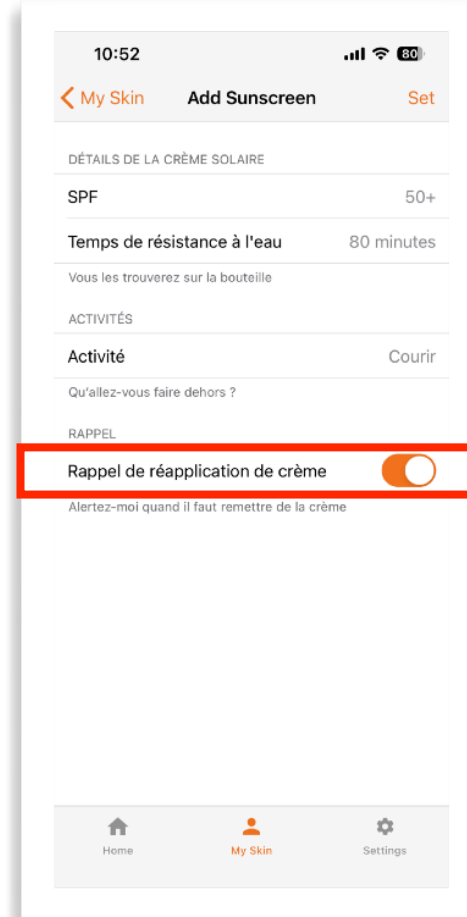 10:52
80
My Skin
Add Sunscreen
Set
DÉTAILS DE LA CRÈME SOLAIRE
SPF
50+
Temps de résistance à l'eau
80 minutes
Vous les trouverez sur la bouteille
ACTIVITÉS
Activité
Courir
Qu'allez-vous faire dehors ?
RAPPEL
Rappel de réapplication de crème
Alertez-moi quand il faut remettre de la crème
Home
My Skin
Settings